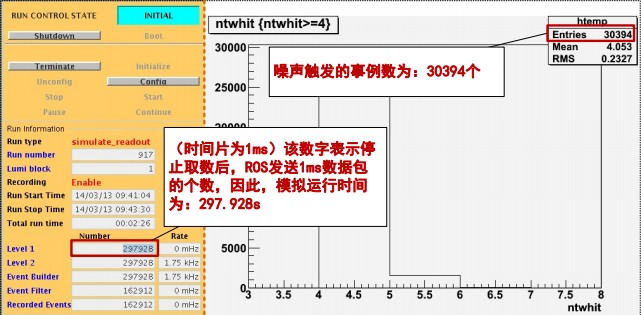 RUN CONTROL STATE INITIAL
Shutdown Boot
Terminate Initialize
Unconfig Config
Stop Start
Pause Continue
Run Information
Run type simulate_readout
Run number 917
Lumi block 1
Recording Enable
Run Start Time 14/03/13 09:41:04
Run Stop Time 14/03/13 09:43:30
Total run time 00:02:26
Number Rate
Level 1 297928 0 mHz
Level 2 297928 1.75 kHz
Event Builder 297928 1.75 kHz
Event Filter 162912 0 mHz
Recorded Events 162912 0 mHz
ntwhit {ntwhit>=4}
htemp
Entries 30394
Mean 4.053
RMS 0.2327
噪声触发的事例数为：30394个
（时间片为1ms）该数字表示停
止取数后，ROS发送1ms数据包
的个数，因此，模拟运行时间
为：297.928s
30000
25000
5000
0
3 3.5 4 4.5 5 5.5 6 6.5 7 7.5 8
ntwhit